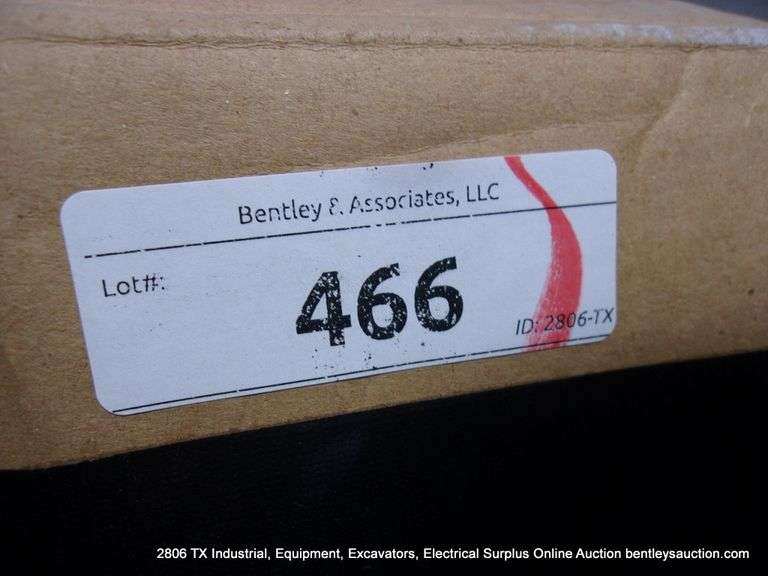 Bentley & Associates, LLC
Lot#:
466
ID: 2806-TX
2806 TX Industrial, Equipment, Excavators, Electrical Surplus Online Auction bentleysauction.com